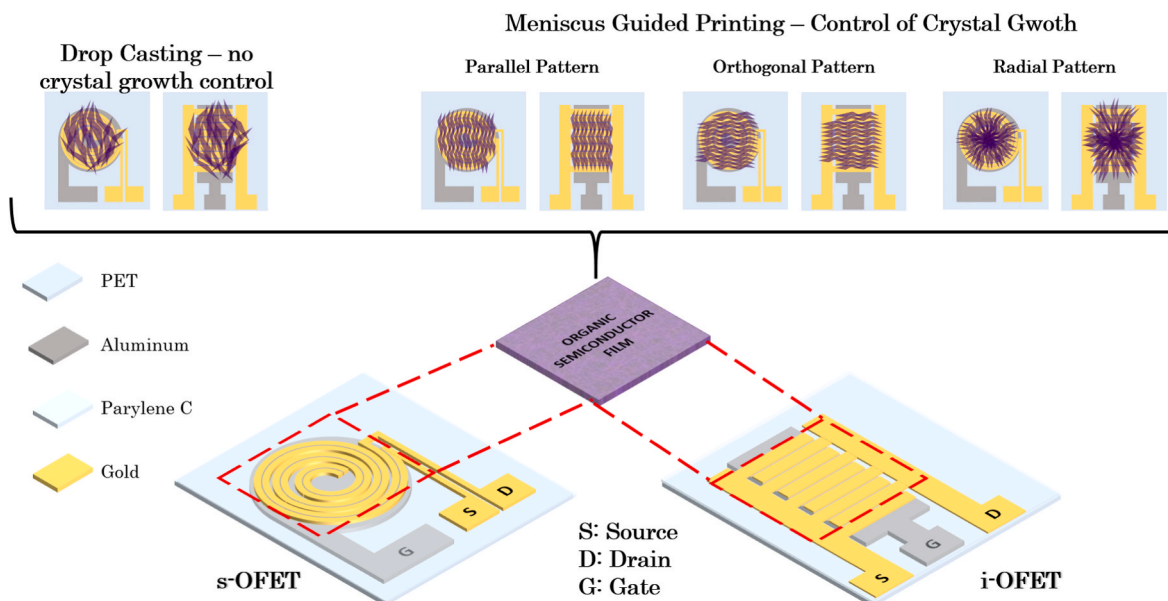 Meniscus Guided Printing – Control of Crystal Gwoth
Drop Casting – no
crystal growth control
Parallel Pattern
Orthogonal Pattern
Radial Pattern
PET
Aluminum
Parylene C
Gold
ORGANIC
SEMICONDUCTOR
FILM
D
S
G
s-OFET
S: Source
D: Drain
G: Gate
D
G
S
i-OFET